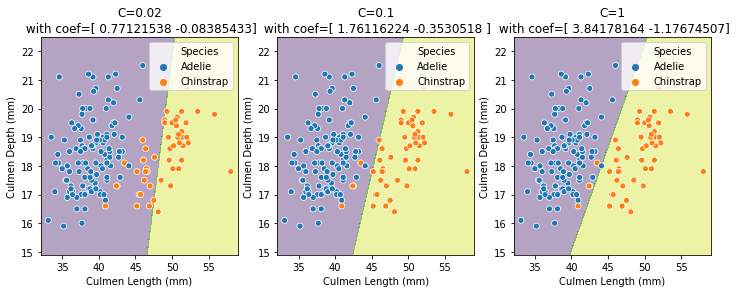 C=0.02
with coef=[ 0.77121538 -0.08385433]
C=0.1
with coef=[ 1.76116224 -0.3530518 ]
C=1
with coef=[ 3.84178164 -1.17674507]
Species
Adelie
Chinstrap
Species
Adelie
Chinstrap
Species
Adelie
Chinstrap
Culmen Depth (mm)
22
21
20
19
18
17
16
15
35
40
45
50
55
Culmen Length (mm)
Culmen Depth (mm)
22
21
20
19
18
17
16
15
35
40
45
50
55
Culmen Length (mm)
Culmen Depth (mm)
22
21
20
19
18
17
16
15
35
40
45
50
55
Culmen Length (mm)